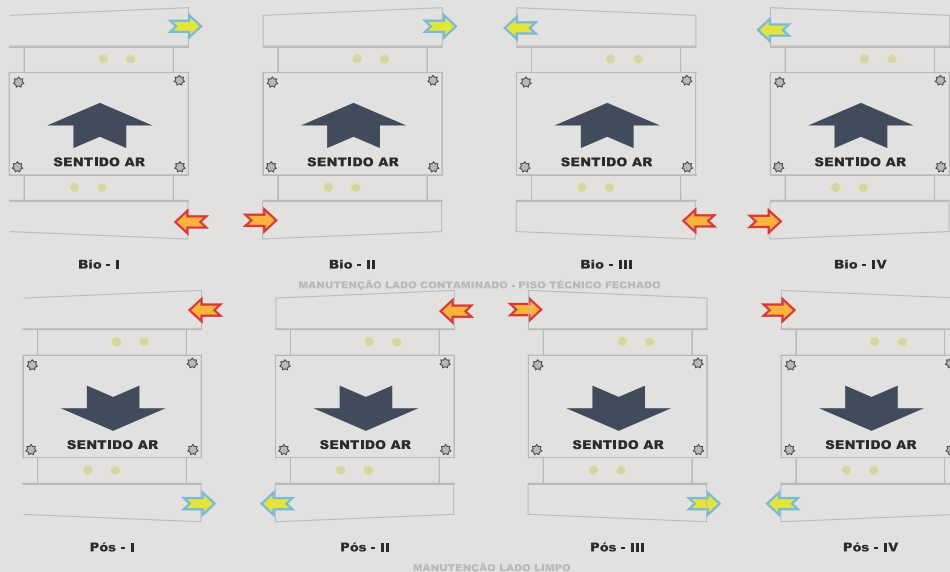 SENTIDO AR SENTIDO AR SENTIDO AR SENTIDO AR
Bio - I Bio - II Bio - III Bio - IV
MANUTENÇÃO LADO CONTAMINADO - PISO TÉCNICO FECHADO
SENTIDO AR SENTIDO AR SENTIDO AR SENTIDO AR
Pós - I Pós - II Pós - III Pós - IV
MANUTENÇÃO LADO LIMPO